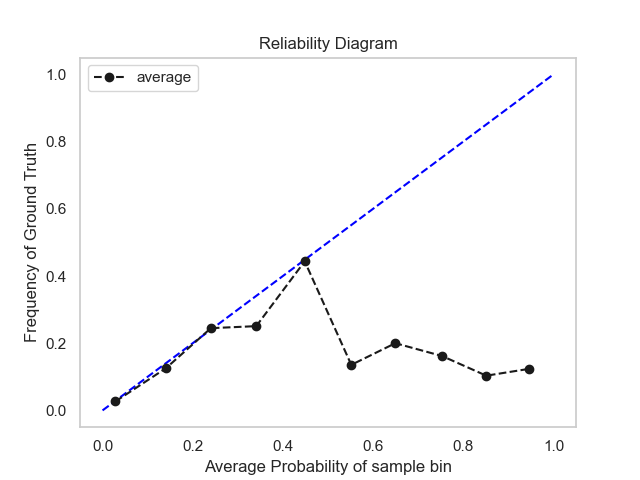 Reliability Diagram
average
Frequency of Ground Truth
1.0
0.8
0.6
0.4
0.2
0.0
0.0 0.2 0.4 0.6 0.8 1.0
Average Probability of sample bin